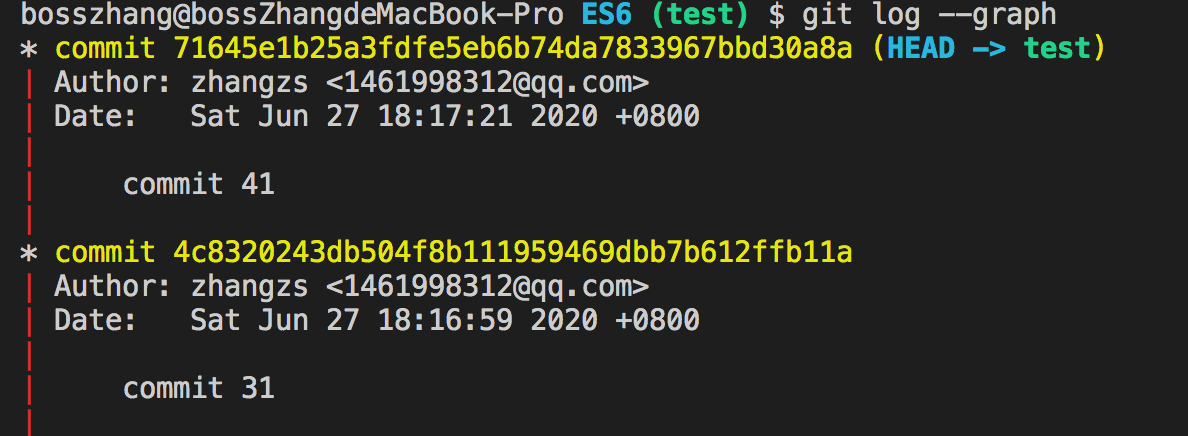 bosszhang@bossZhangdeMacBook-Pro ES6 (test) $ git log --graph
* commit 71645e1b25a3fdfe5eb6b74da7833967bbd30a8a (HEAD -> test)
| Author: zhangzs <1461998312@qq.com>
| Date:   Sat Jun 27 18:17:21 2020 +0800
|
|     commit 41
|
* commit 4c8320243db504f8b111959469dbb7b612ffb11a
| Author: zhangzs <1461998312@qq.com>
| Date:   Sat Jun 27 18:16:59 2020 +0800
|
|     commit 31
|